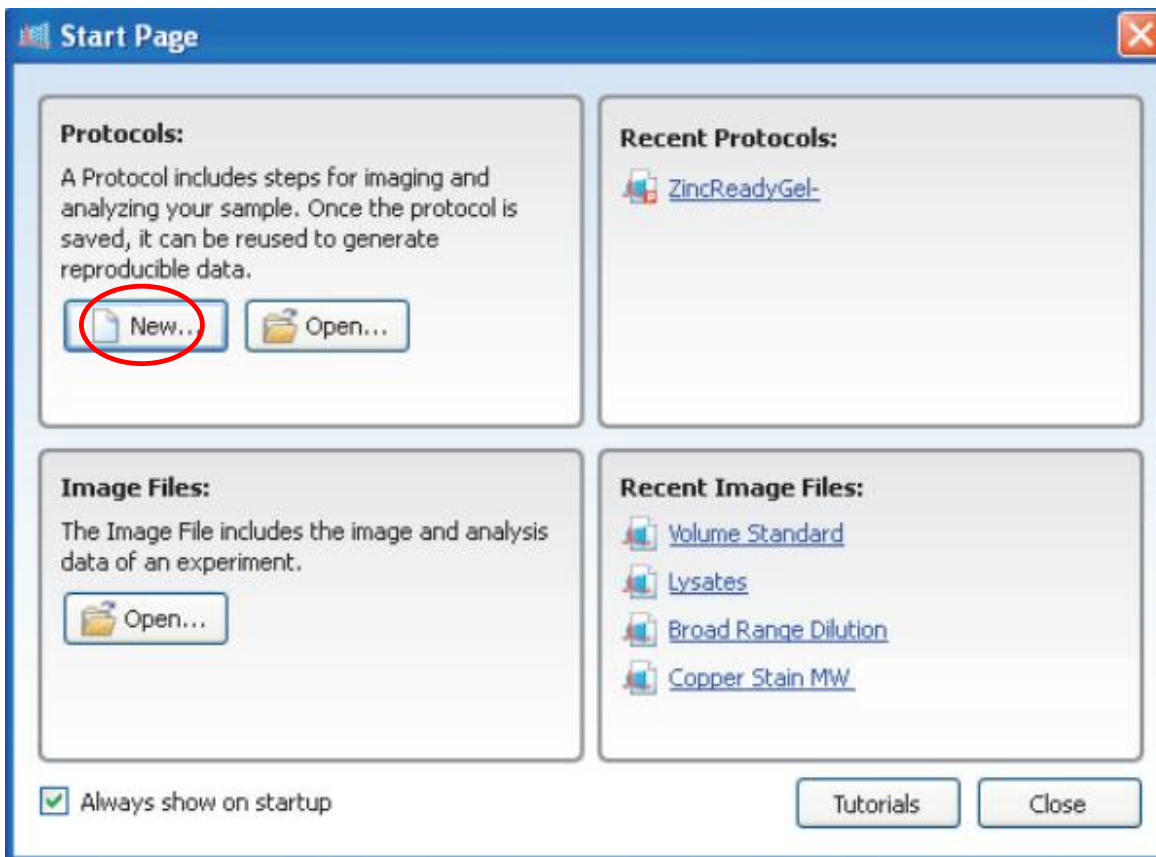 Start Page
Protocols:
A Protocol includes steps for imaging and
analyzing your sample. Once the protocol is
saved, it can be reused to generate
reproducible data.
New...
Open...
Recent Protocols:
ZincReadyGel-
Image Files:
The Image File includes the image and analysis
data of an experiment.
Open...
Recent Image Files:
Volume Standard
Lysates
Broad Range Dilution
Copper Stain MW
Always show on startup
Tutorials
Close